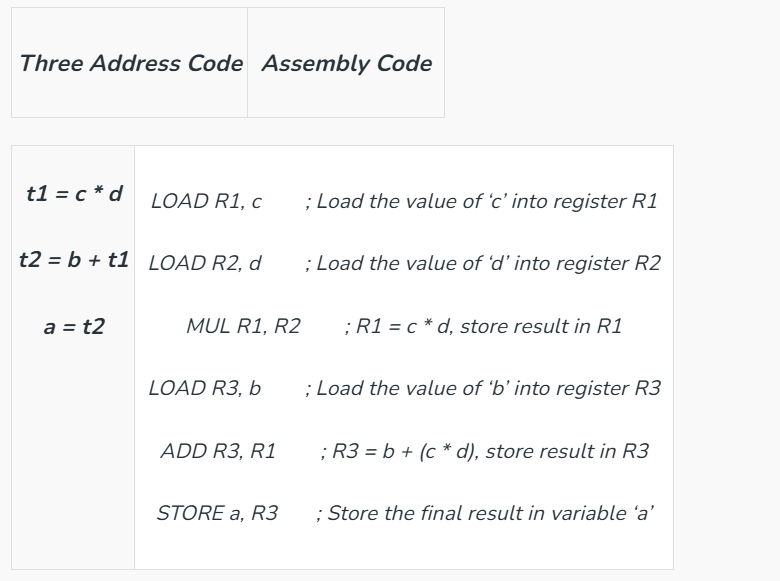 Three Address Code Assembly Code
t1 = c * d
t2 = b + t1
a = t2
LOAD R1, c ; Load the value of ‘c’ into register R1
LOAD R2, d ; Load the value of ‘d’ into register R2
MUL R1, R2 ; R1 = c * d, store result in R1
LOAD R3, b ; Load the value of ‘b’ into register R3
ADD R3, R1 ; R3 = b + (c * d), store result in R3
STORE a, R3 ; Store the final result in variable ‘a’